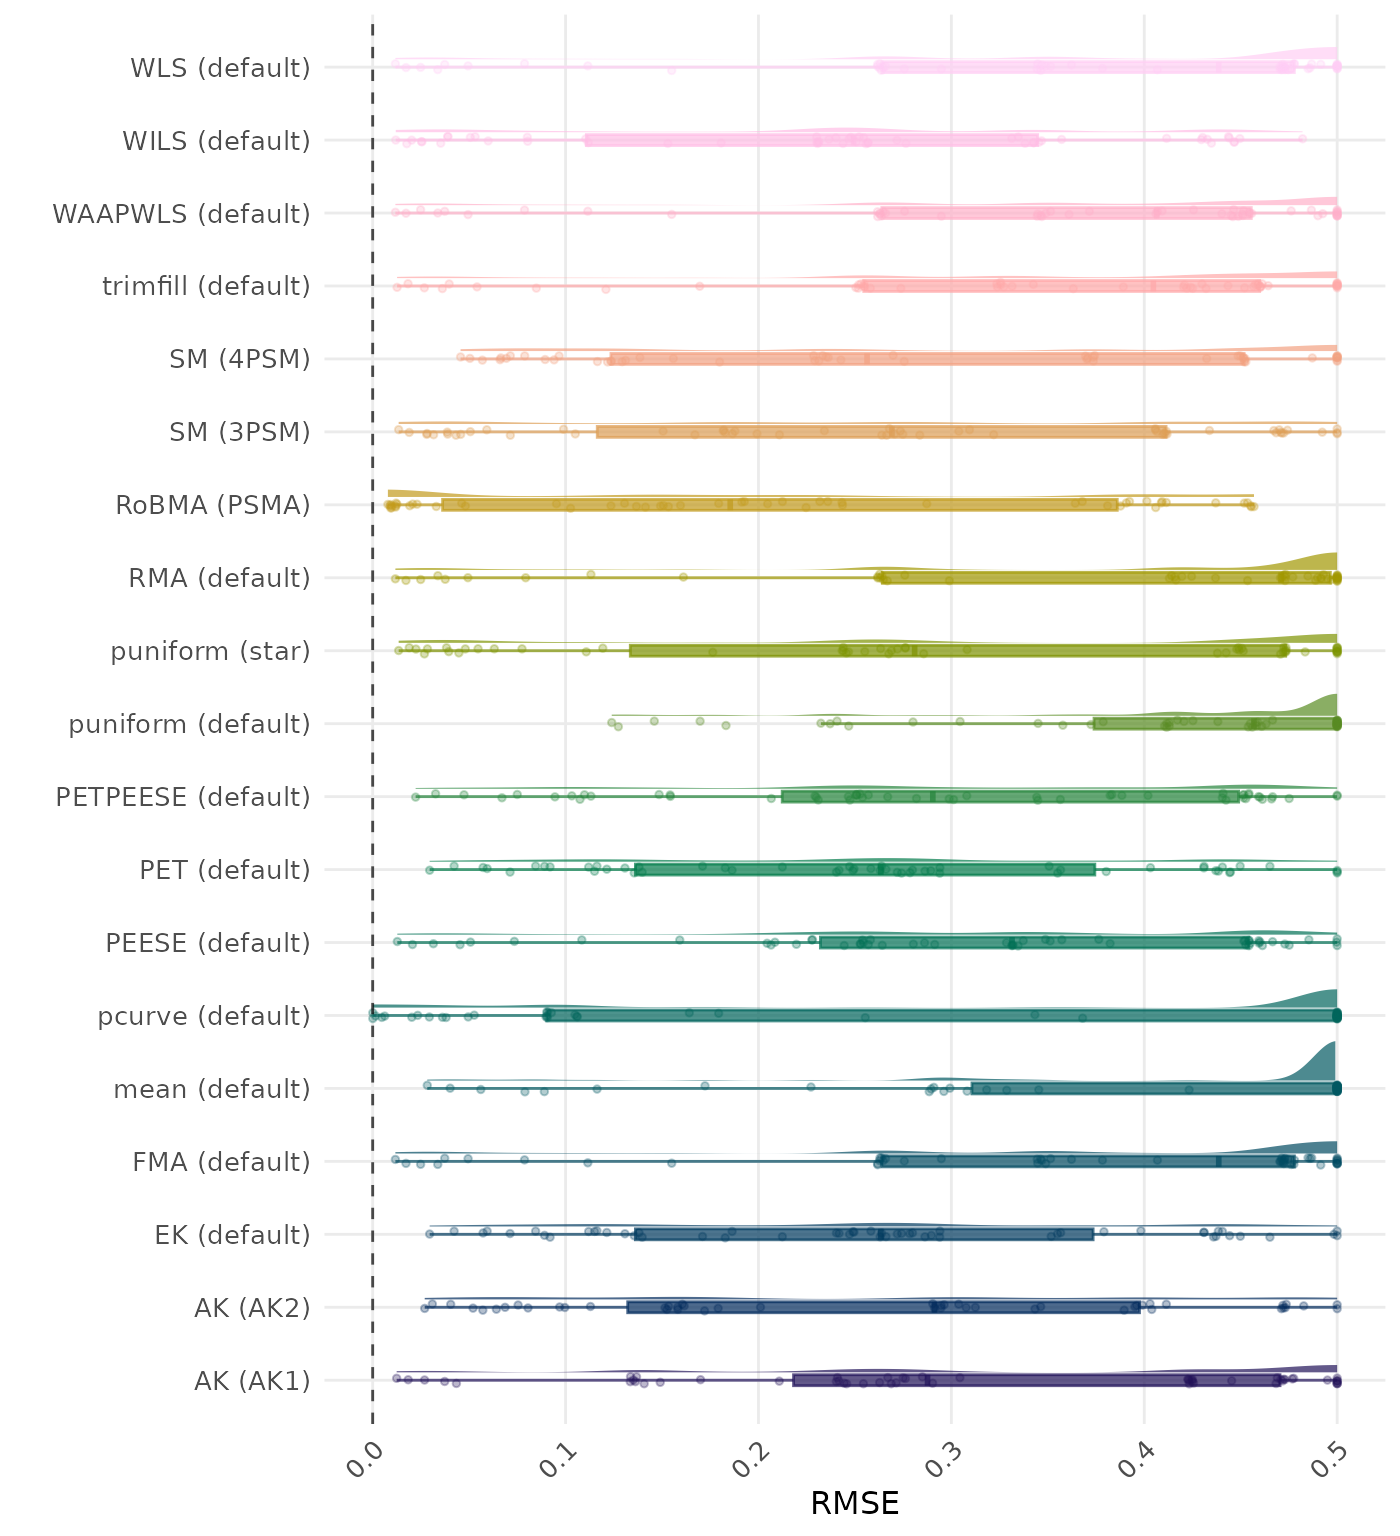 WLS (default)
WILS (default)
WAAPWLS (default)
trimfill (default)
SM (4PSM)
SM (3PSM)
RoBMA (PSMA)
RMA (default)
puniform (star)
puniform (default)
PETPEESE (default)
PET (default)
PEESE (default)
pcurve (default)
mean (default)
FMA (default)
EK (default)
AK (AK2)
AK (AK1)
0.0 0.1 0.2 0.3 0.4 0.5
RMSE